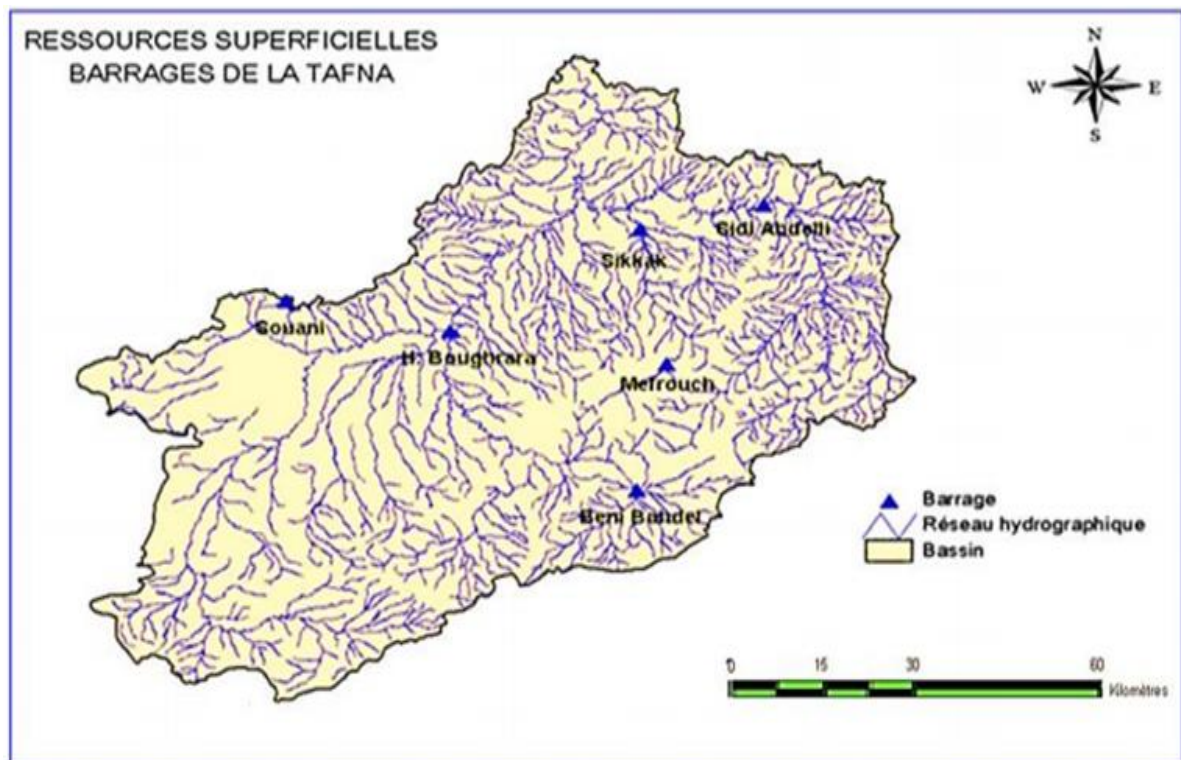 RESSOURCES SUPERFICIELLES
BARRAGES DE LA TAFNA
N
W
E
S
Sidi Abdelli
Sikkak
Souani
H. Boughrara
Mefrouch
Beni Bahdel
Barrage
Réseau hydrographique
Bassin
0 15 30 60
Kilomètres